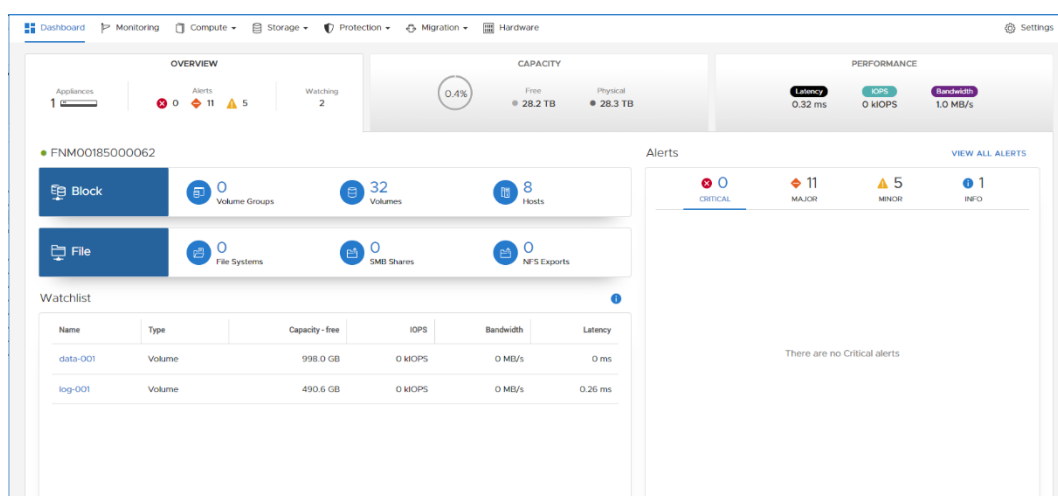 Dashboard Monitoring Compute Storage Protection Migration Hardware Settings
OVERVIEW CAPACITY PERFORMANCE
Appliances Alerts Watching 0.4% Free Physical Latency IOPS Bandwidth
1 0 11 5 2 28.2 TB 28.3 TB 0.32 ms 0 kIOPS 1.0 MB/s
FNM00185000062 Alerts VIEW ALL ALERTS
Block 0 Volume Groups 32 Volumes 8 Hosts
0 CRITICAL 11 MAJOR 5 MINOR 1 INFO
File 0 File Systems 0 SMB Shares 0 NFS Exports
Watchlist
Name Type Capacity - free IOPS Bandwidth Latency
data-001 Volume 998.0 GB 0 kIOPS 0 MB/s 0 ms
There are no Critical alerts
log-001 Volume 490.6 GB 0 kIOPS 0 MB/s 0.26 ms